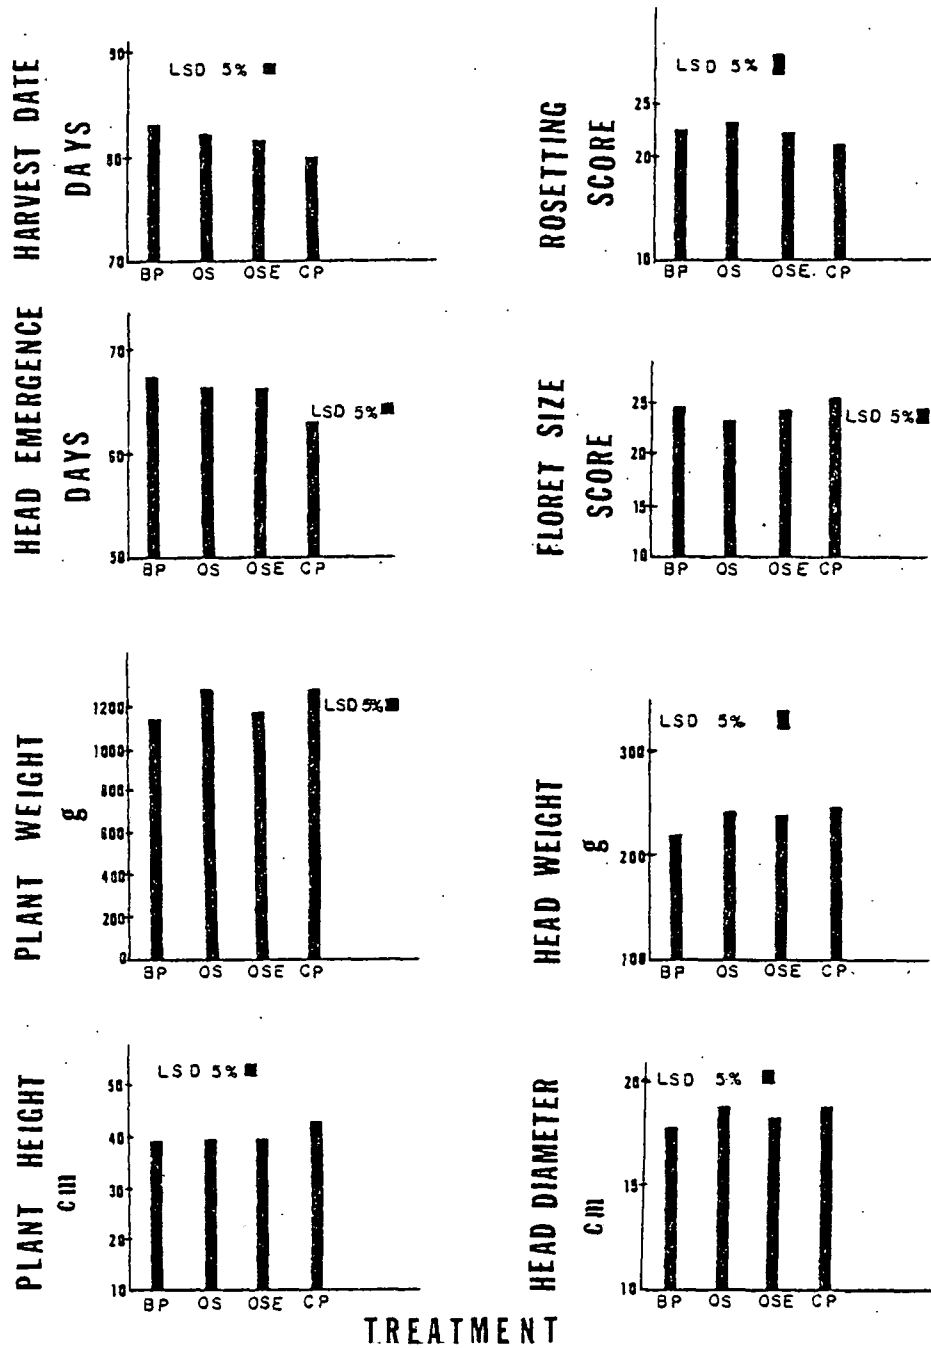 HARVEST DATE
DAYS
90
80
70
LSD 5%
BP OS OSE CP
ROSETTING
SCORE
25
20
10
LSD 5%
BP OS OSE. CP
HEAD EMERGENCE
DAYS
70
60
50
LSD 5%
BP OS OSE CP
FLORET SIZE
SCORE
25
20
15
10
LSD 5%
BP OS OSE CP
PLANT WEIGHT
g
1200
1000
800
600
400
200
0
LSD 5%
BP OS OSE CP
HEAD WEIGHT
g
300
200
100
LSD 5%
BP OS OSE CP
PLANT HEIGHT
cm
50
40
30
20
10
LSD 5%
BP OS OSE CP
HEAD DIAMETER
cm
20
15
10
LSD 5%
BP OS OSE CP
TREATMENT